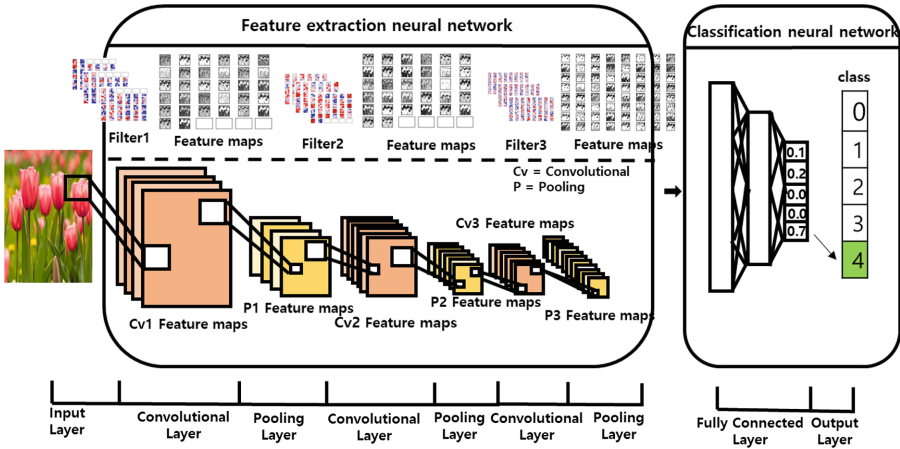 Feature extraction neural network
Classification neural network
Filter1
Feature maps
Filter2
Feature maps
Filter3
Feature maps
Cv = Convolutional
P = Pooling
Cv1 Feature maps
P1 Feature maps
Cv2 Feature maps
P2 Feature maps
Cv3 Feature maps
P3 Feature maps
class
0
1
2
3
4
0.1
0.2
0.0
0.0
0.7
Input
Layer
Convolutional
Layer
Pooling
Layer
Convolutional
Layer
Pooling
Layer
Convolutional
Layer
Pooling
Layer
Fully Connected
Layer
Output
Layer